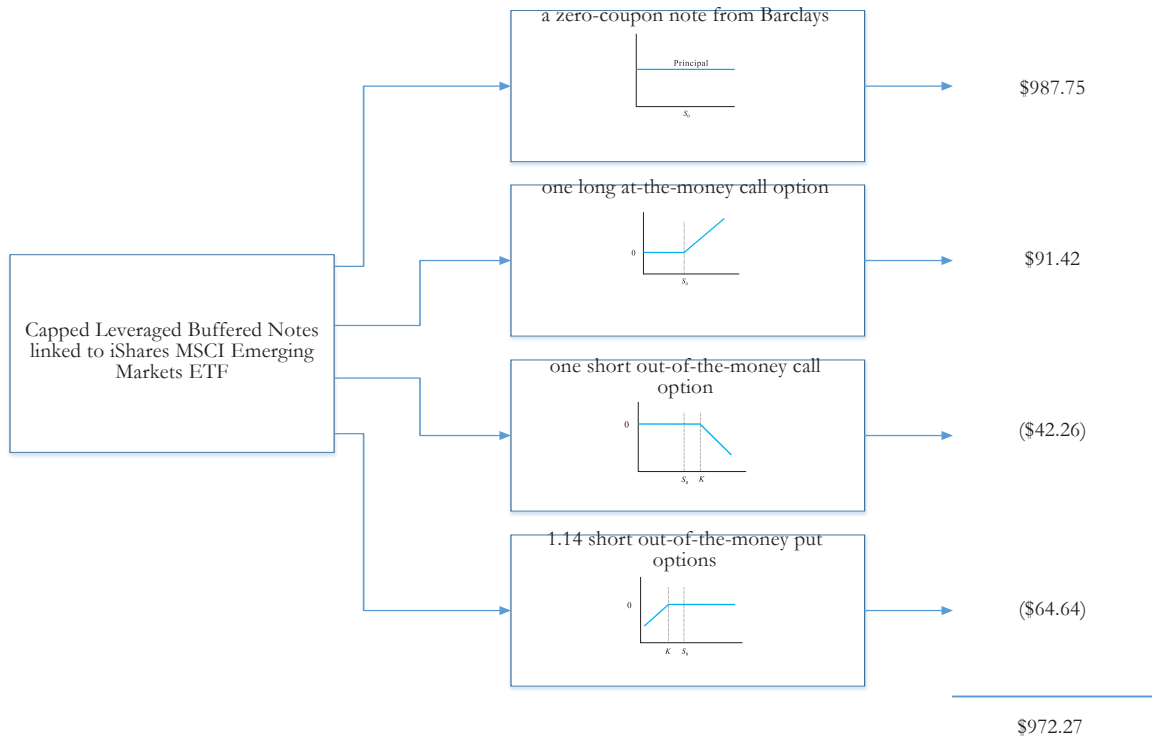 a zero-coupon note from Barclays
Principal
S₀
$987.75
one long at-the-money call option
0
S₀
$91.42
Capped Leveraged Buffered Notes
linked to iShares MSCI Emerging
Markets ETF
one short out-of-the-money call
option
0
S₀ K
($42.26)
1.14 short out-of-the-money put
options
0
K S₀
($64.64)
$972.27